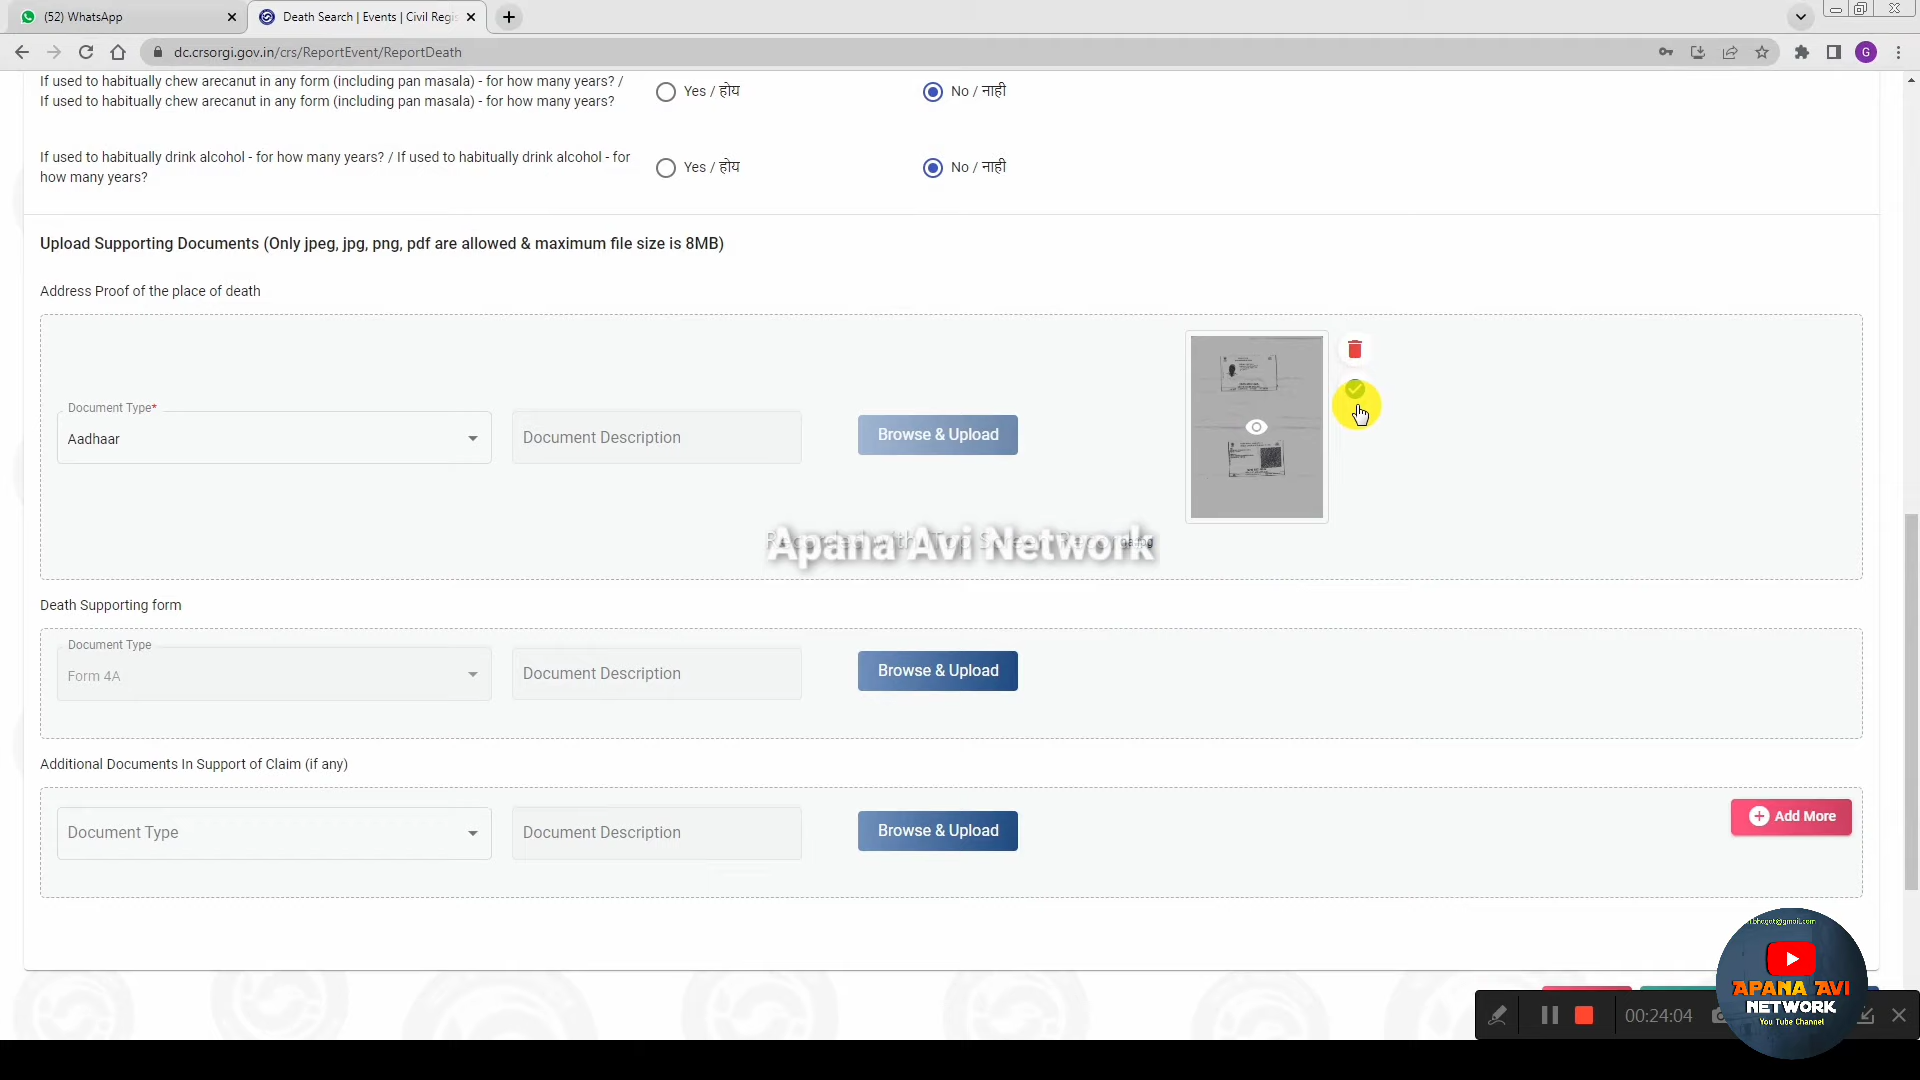 (52) WhatsApp
Death Search | Events | Civil Regis
dc.crsorgi.gov.in/crs/ReportEvent/ReportDeath
G
If used to habitually chew arecanut in any form (including pan masala) - for how many years? /
If used to habitually chew arecanut in any form (including pan masala) - for how many years?
Yes / होय
No / नाही
If used to habitually drink alcohol - for how many years? / If used to habitually drink alcohol - for
how many years?
Yes / होय
No / नाही
Upload Supporting Documents (Only jpeg, jpg, png, pdf are allowed & maximum file size is 8MB)
Address Proof of the place of death
Document Type*
Aadhaar
Document Description
Browse & Upload
Apana Avi Network
Death Supporting form
Document Type
Form 4A
Document Description
Browse & Upload
Additional Documents In Support of Claim (if any)
Document Type
Document Description
Browse & Upload
Add More
APANA AVI
NETWORK
You Tube Channel
00:24:04